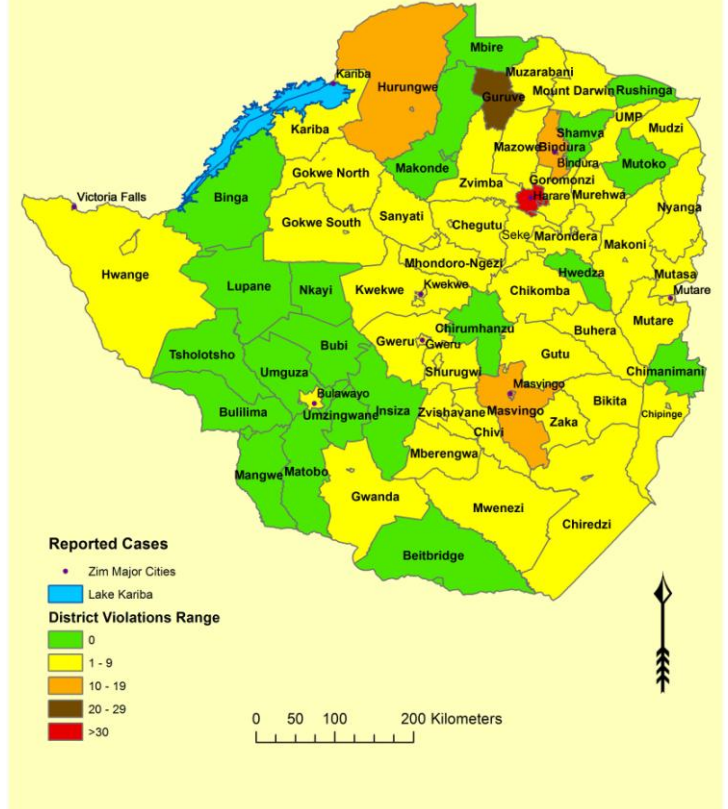 Mbire
Kariba
Hurungwe
Muzarabani
Guruve
Mount Darwin
Rushinga
Kariba
UMP
Shamva
Mudzi
Mazowe
Bindura
Bindura
Makonde
Mutoko
Gokwe North
Zvimba
Goromonzi
Victoria Falls
Binga
Harare
Murehwa
Nyanga
Gokwe South
Sanyati
Chegutu
Seke
Marondera
Makoni
Hwange
Mhondoro-Ngezi
Hwedza
Mutasa
Lupane
Nkayi
Kwekwe
Kwekwe
Chikomba
Mutare
Mutare
Chirumhanzu
Buhera
Gweru
Gweru
Bubi
Tsholotsho
Umguza
Gutu
Chimanimani
Shurugwi
Masvingo
Bulawayo
Bulilima
Umzingwane
Insiza
Zvishavane
Masvingo
Bikita
Zaka
Chipinge
Chivi
Mberengwa
Mangwe
Matobo
Gwanda
Mwenezi
Chiredzi
Beitbridge
Reported Cases
Zim Major Cities
Lake Kariba
District Violations Range
0
1 - 9
10 - 19
20 - 29
>30
0 50 100 200 Kilometers